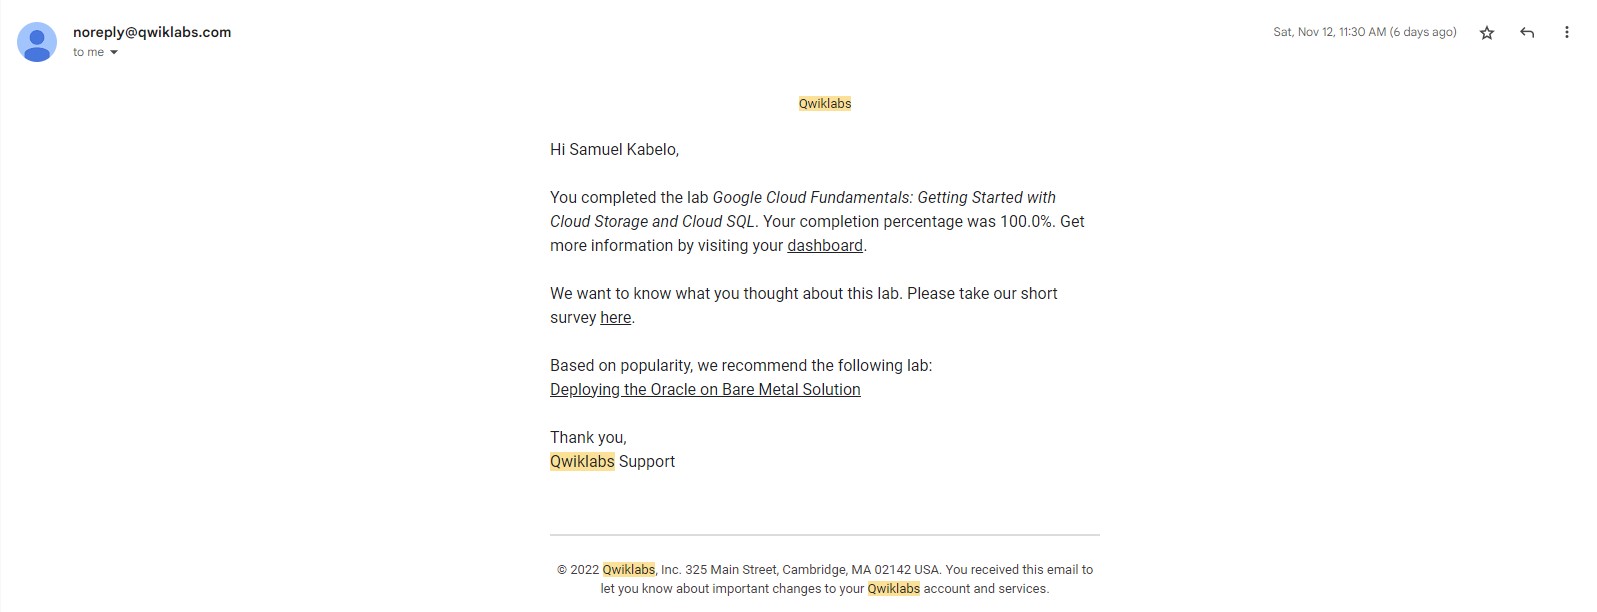 noreply@qwiklabs.com
Sat, Nov 12, 11:30 AM (6 days ago)
to me
Qwiklabs
Hi Samuel Kabelo,
You completed the lab Google Cloud Fundamentals: Getting Started with
Cloud Storage and Cloud SQL. Your completion percentage was 100.0%. Get
more information by visiting your dashboard.
We want to know what you thought about this lab. Please take our short
survey here.
Based on popularity, we recommend the following lab:
Deploying the Oracle on Bare Metal Solution
Thank you,
Qwiklabs Support
© 2022 Qwiklabs, Inc. 325 Main Street, Cambridge, MA 02142 USA. You received this email to
let you know about important changes to your Qwiklabs account and services.